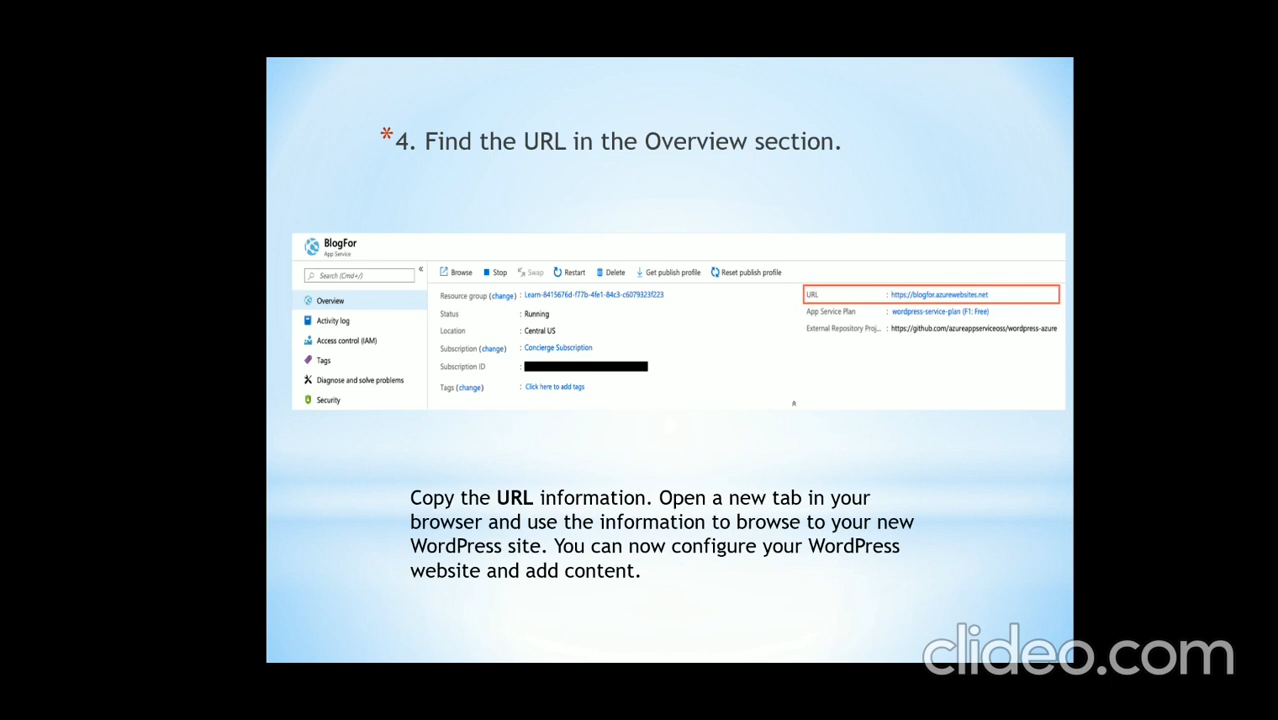 *4. Find the URL in the Overview section.
BlogFor
App Service
Search (Cmd+/)
«
Browse Stop Swap Restart Delete Get publish profile Reset publish profile
Overview
Activity log
Access control (IAM)
Tags
Diagnose and solve problems
Security
Resource group (change) : Learn-8415676d-f77b-4fe1-84c3-c6079323f223
Status : Running
Location : Central US
Subscription (change) : Concierge Subscription
Subscription ID :
Tags (change) : Click here to add tags
URL : https://blogfor.azurewebsites.net
App Service Plan : wordpress-service-plan (F1: Free)
External Repository Proj... : https://github.com/azureappserviceoss/wordpress-azure
Copy the URL information. Open a new tab in your
browser and use the information to browse to your new
WordPress site. You can now configure your WordPress
website and add content.
clideo.com